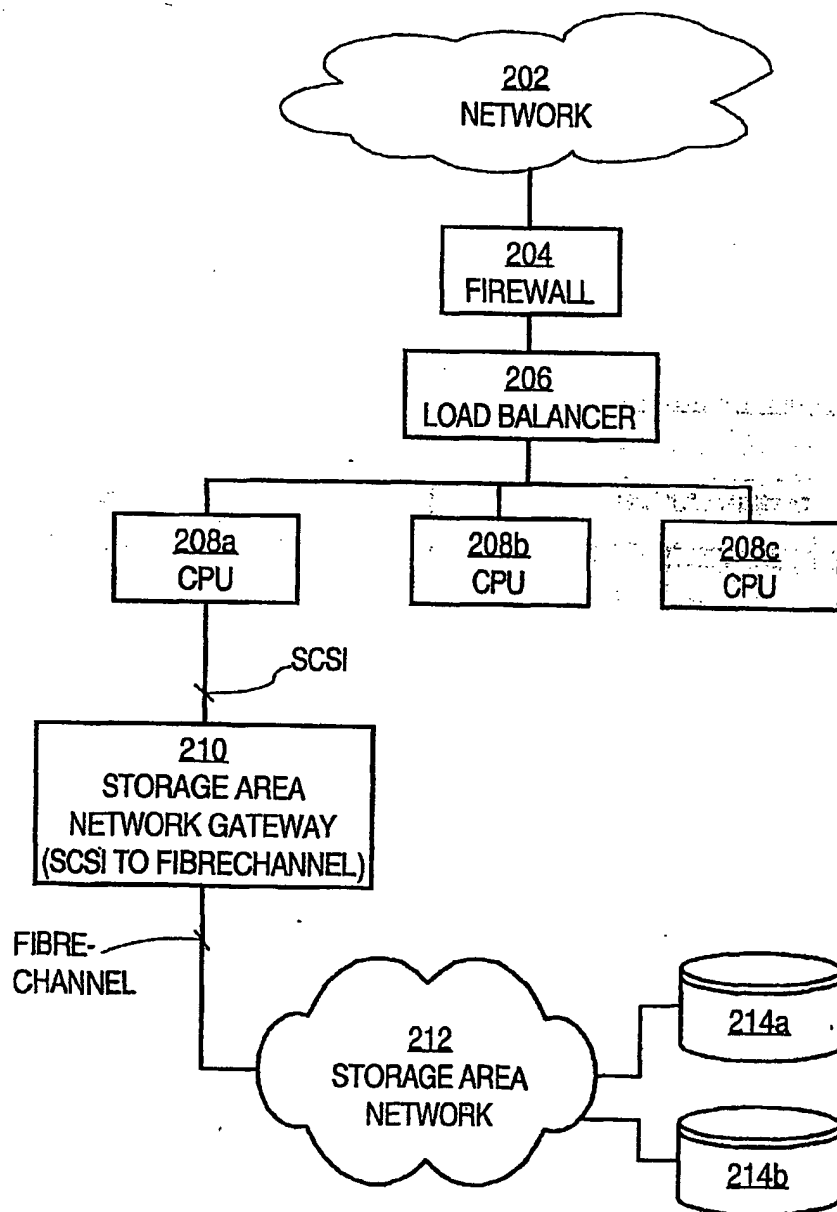 202
NETWORK
204
FIREWALL
206
LOAD BALANCER
208a
CPU
208b
CPU
208c
CPU
SCSI
210
STORAGE AREA
NETWORK GATEWAY
(SCSI TO FIBRECHANNEL)
FIBRE-
CHANNEL
212
STORAGE AREA
NETWORK
214a
214b